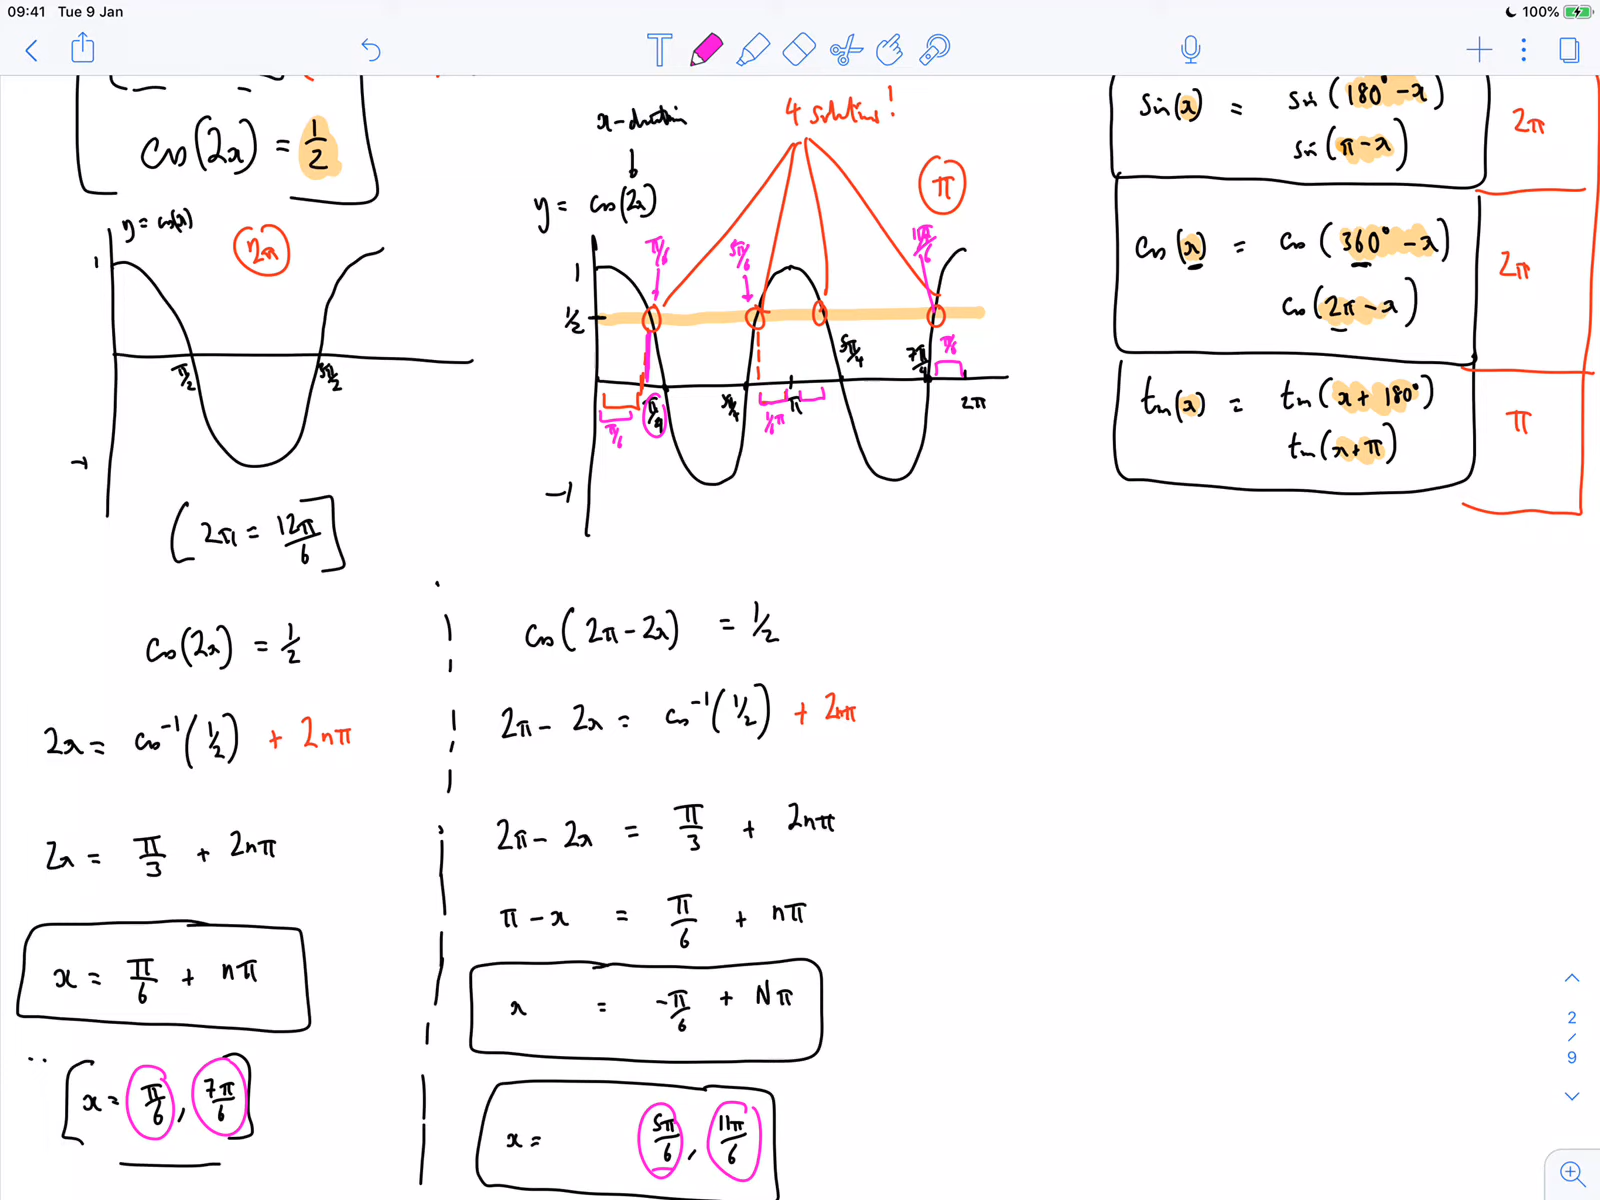 09:41 Tue 9 Jan
100%
cos(2x) = 1/2
y = cos(x)
2π
1
π/2
3π/2
-1
[2π = 12π/6]
x-direction
4 solutions!
y = cos(2x)
π
π/6
5π/6
11π/6
1
1/2
-1
π/4
3π/4
π
5π/4
7π/4
2π
π/6
1/6 π
π/6
sin(x) = sin(180° - x)
sin(π - x)
2π
cos(x) = cos(360° - x)
cos(2π - x)
2π
tan(x) = tan(x + 180°)
tan(x + π)
π
cos(2x) = 1/2
2x = cos⁻¹(1/2) + 2nπ
2x = π/3 + 2nπ
x = π/6 + nπ
[x = π/6, 7π/6]
cos(2π - 2x) = 1/2
2π - 2x = cos⁻¹(1/2) + 2nπ
2π - 2x = π/3 + 2nπ
π - x = π/6 + nπ
x = -π/6 + Nπ
x = 5π/6, 11π/6
2
/
9